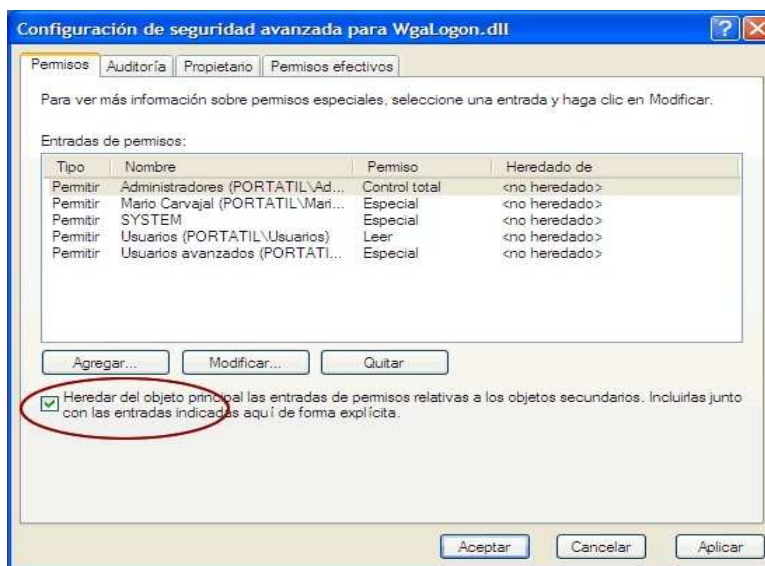 Configuración de seguridad avanzada para WgaLogon.dll
Permisos Auditoría Propietario Permisos efectivos
Para ver más información sobre permisos especiales, seleccione una entrada y haga clic en Modificar.
Entradas de permisos:
Tipo Nombre Permiso Heredado de
Permitir Administradores (PORTATIL\Ad... Control total <no heredado>
Permitir Mario Carvajal (PORTATIL\Mari... Especial <no heredado>
Permitir SYSTEM Especial <no heredado>
Permitir Usuarios (PORTATIL\Usuarios) Leer <no heredado>
Permitir Usuarios avanzados (PORTATI... Especial <no heredado>
Agregar... Modificar... Quitar
Heredar del objeto principal las entradas de permisos relativas a los objetos secundarios. Incluirlas junto
con las entradas indicadas aquí de forma explícita.
Aceptar Cancelar Aplicar